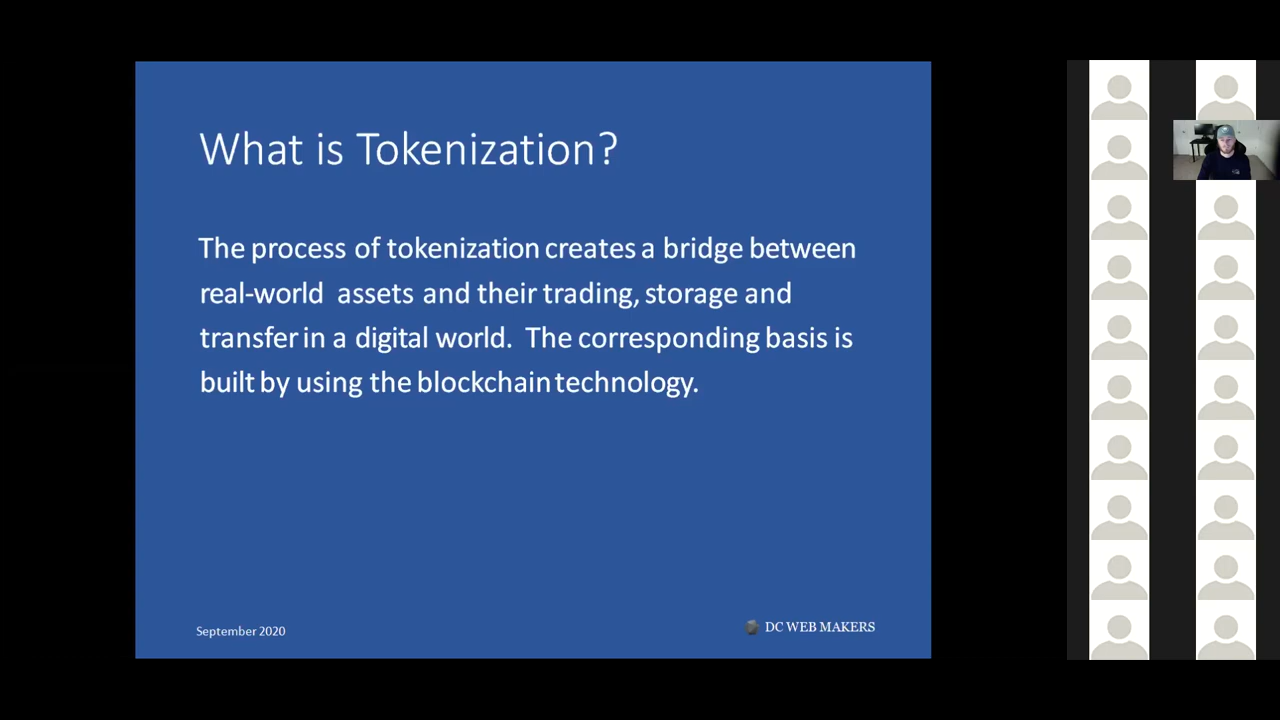 What is Tokenization?
The process of tokenization creates a bridge between
real-world assets and their trading, storage and
transfer in a digital world. The corresponding basis is
built by using the blockchain technology.
September 2020
DC WEB MAKERS